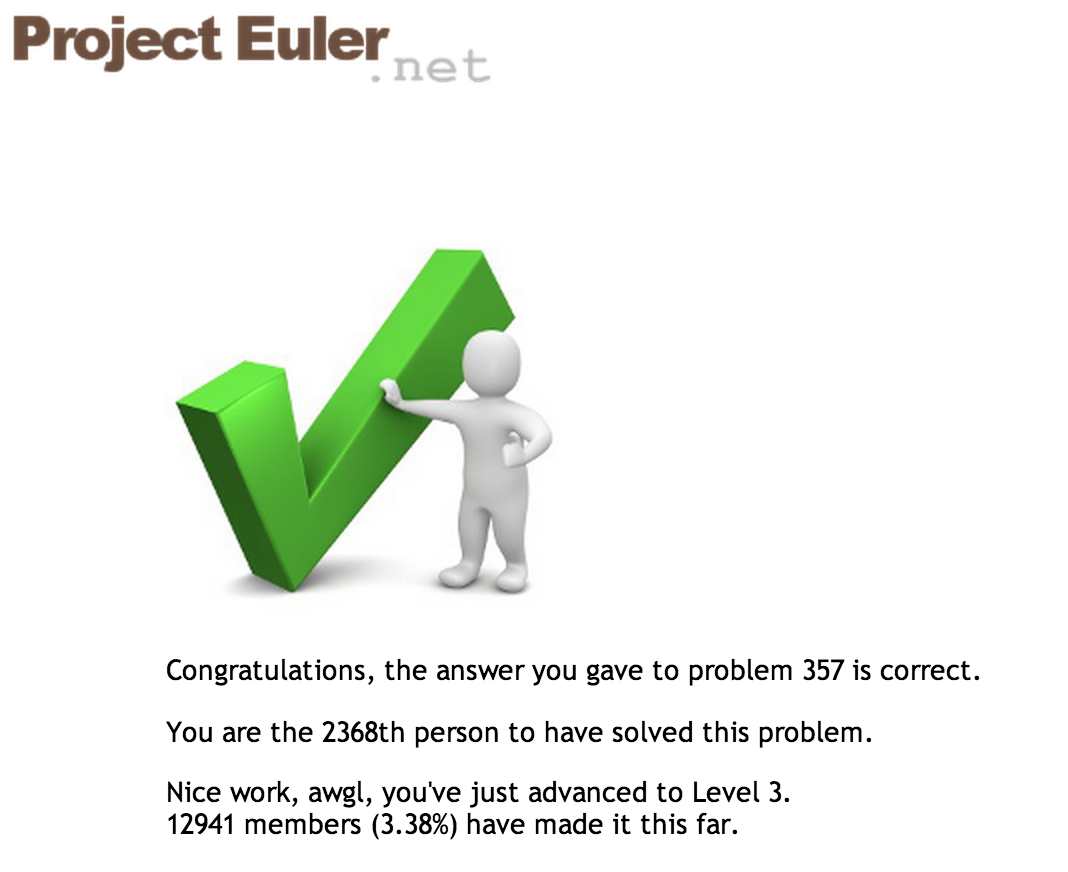 Project Euler
.net
Congratulations, the answer you gave to problem 357 is correct.
You are the 2368th person to have solved this problem.
Nice work, awgl, you've just advanced to Level 3.
12941 members (3.38%) have made it this far.